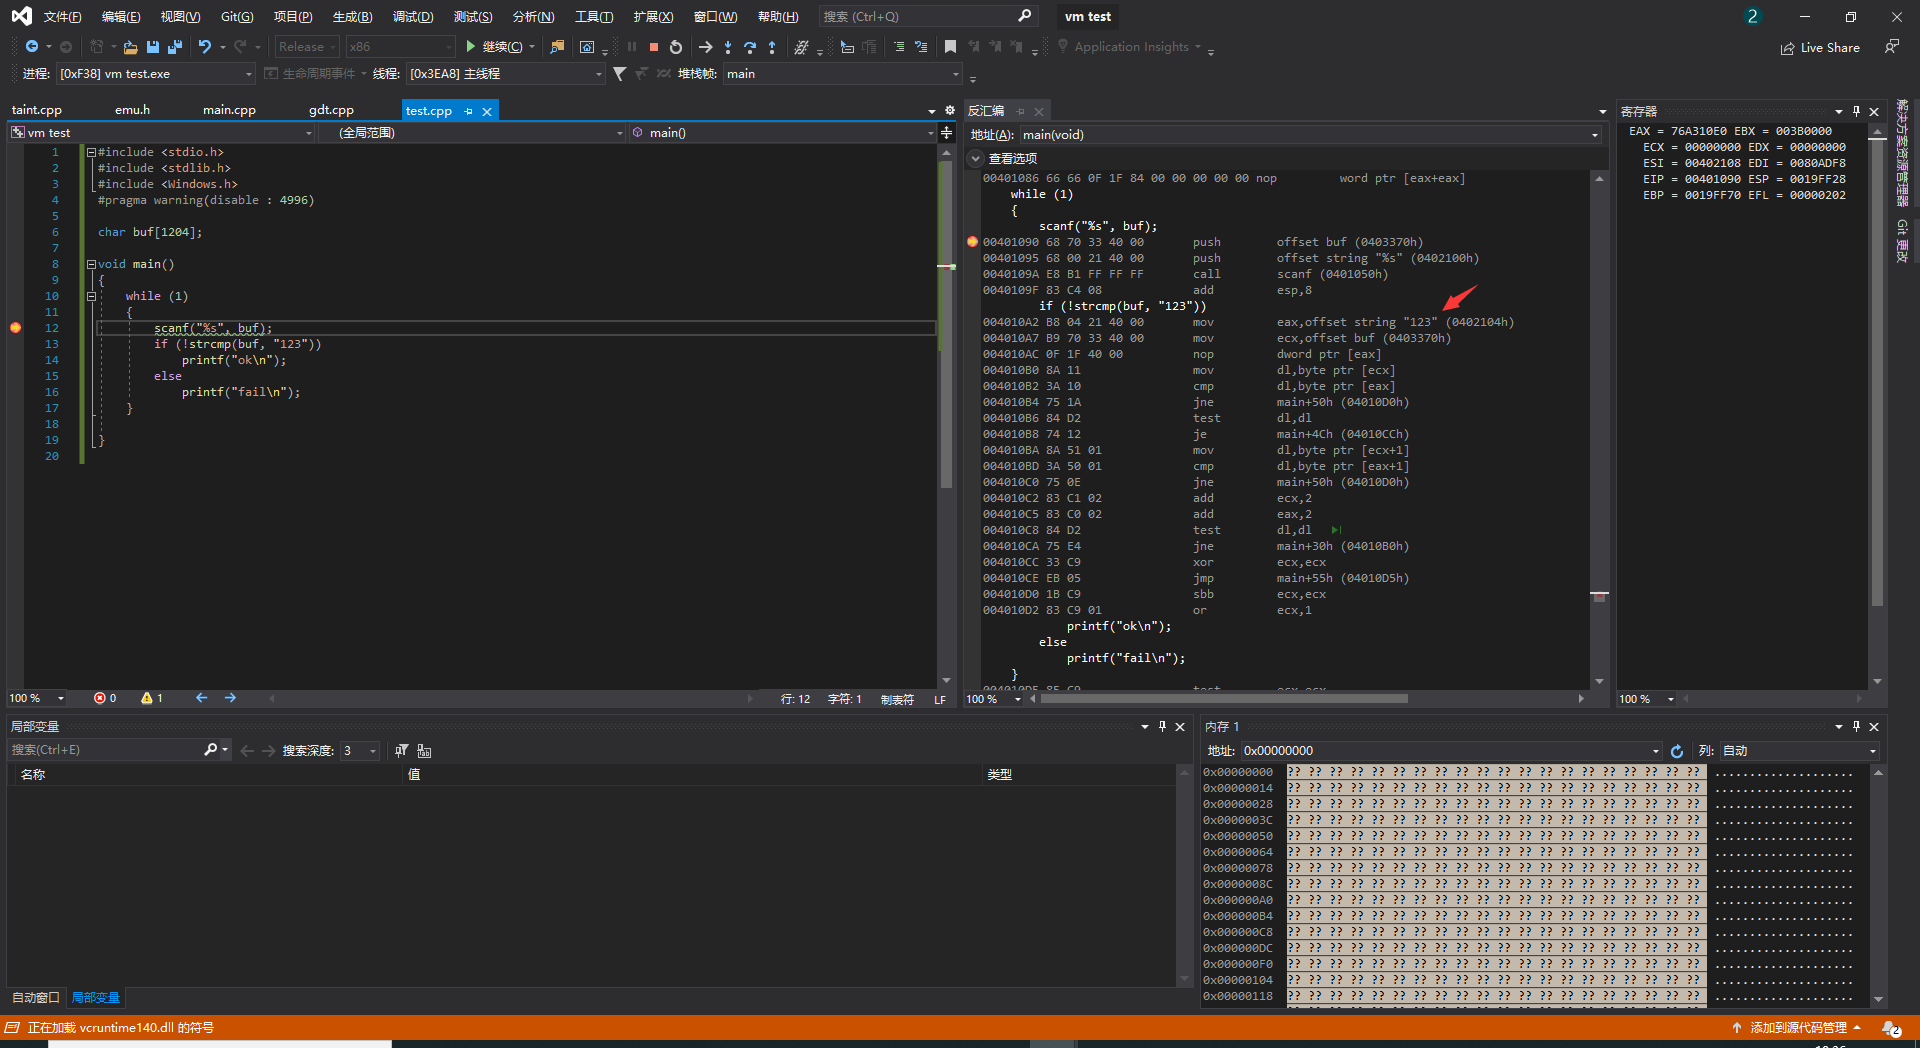 文件(F) 编辑(E) 视图(V) Git(G) 项目(P) 生成(B) 调试(D) 测试(S) 分析(N) 工具(T) 扩展(X) 窗口(W) 帮助(H) 搜索 (Ctrl+Q) vm test 2
Release x86 继续(C) Application Insights Live Share
进程: [0xF38] vm test.exe 生命周期事件 线程: [0x3EA8] 主线程 堆栈帧: main
taint.cpp emu.h main.cpp gdt.cpp test.cpp
vm test (全局范围) main()
1 #include <stdio.h>
2 #include <stdlib.h>
3 #include <Windows.h>
4 #pragma warning(disable : 4996)
5
6 char buf[1204];
7
8 void main()
9 {
10 while (1)
11 {
12 scanf("%s", buf);
13 if (!strcmp(buf, "123"))
14 printf("ok\n");
15 else
16 printf("fail\n");
17 }
18
19 }
20
100 % 0 1 行: 12 字符: 1 制表符 LF
反汇编
地址(A): main(void)
查看选项
00401086 66 66 0F 1F 84 00 00 00 00 00 nop word ptr [eax+eax]
while (1)
{
scanf("%s", buf);
00401090 68 70 33 40 00 push offset buf (0403370h)
00401095 68 00 21 40 00 push offset string "%s" (0402100h)
0040109A E8 B1 FF FF FF call scanf (0401050h)
0040109F 83 C4 08 add esp,8
if (!strcmp(buf, "123"))
004010A2 B8 04 21 40 00 mov eax,offset string "123" (0402104h)
004010A7 B9 70 33 40 00 mov ecx,offset buf (0403370h)
004010AC 0F 1F 40 00 nop dword ptr [eax]
004010B0 8A 11 mov dl,byte ptr [ecx]
004010B2 3A 10 cmp dl,byte ptr [eax]
004010B4 75 1A jne main+50h (04010D0h)
004010B6 84 D2 test dl,dl
004010B8 74 12 je main+4Ch (04010CCh)
004010BA 8A 51 01 mov dl,byte ptr [ecx+1]
004010BD 3A 50 01 cmp dl,byte ptr [eax+1]
004010C0 75 0E jne main+50h (04010D0h)
004010C2 83 C1 02 add ecx,2
004010C5 83 C0 02 add eax,2
004010C8 84 D2 test dl,dl
004010CA 75 E4 jne main+30h (04010B0h)
004010CC 33 C9 xor ecx,ecx
004010CE EB 05 jmp main+55h (04010D5h)
004010D0 1B C9 sbb ecx,ecx
004010D2 83 C9 01 or ecx,1
printf("ok\n");
else
printf("fail\n");
}
100 %
寄存器
EAX = 76A310E0 EBX = 003B0000
ECX = 00000000 EDX = 00000000
ESI = 00402108 EDI = 0080ADF8
EIP = 00401090 ESP = 0019FF28
EBP = 0019FF70 EFL = 00000202
100 %
解决方案资源管理器
Git 更改
局部变量
搜索(Ctrl+E) 搜索深度: 3
名称 值 类型
自动窗口 局部变量
内存 1
地址: 0x00000000 列: 自动
0x00000000 ?? ?? ?? ?? ?? ?? ?? ?? ?? ?? ?? ?? ?? ?? ?? ?? ?? ?? ?? ?? ....................
0x00000014 ?? ?? ?? ?? ?? ?? ?? ?? ?? ?? ?? ?? ?? ?? ?? ?? ?? ?? ?? ?? ....................
0x00000028 ?? ?? ?? ?? ?? ?? ?? ?? ?? ?? ?? ?? ?? ?? ?? ?? ?? ?? ?? ?? ....................
0x0000003C ?? ?? ?? ?? ?? ?? ?? ?? ?? ?? ?? ?? ?? ?? ?? ?? ?? ?? ?? ?? ....................
0x00000050 ?? ?? ?? ?? ?? ?? ?? ?? ?? ?? ?? ?? ?? ?? ?? ?? ?? ?? ?? ?? ....................
0x00000064 ?? ?? ?? ?? ?? ?? ?? ?? ?? ?? ?? ?? ?? ?? ?? ?? ?? ?? ?? ?? ....................
0x00000078 ?? ?? ?? ?? ?? ?? ?? ?? ?? ?? ?? ?? ?? ?? ?? ?? ?? ?? ?? ?? ....................
0x0000008C ?? ?? ?? ?? ?? ?? ?? ?? ?? ?? ?? ?? ?? ?? ?? ?? ?? ?? ?? ?? ....................
0x000000A0 ?? ?? ?? ?? ?? ?? ?? ?? ?? ?? ?? ?? ?? ?? ?? ?? ?? ?? ?? ?? ....................
0x000000B4 ?? ?? ?? ?? ?? ?? ?? ?? ?? ?? ?? ?? ?? ?? ?? ?? ?? ?? ?? ?? ....................
0x000000C8 ?? ?? ?? ?? ?? ?? ?? ?? ?? ?? ?? ?? ?? ?? ?? ?? ?? ?? ?? ?? ....................
0x000000DC ?? ?? ?? ?? ?? ?? ?? ?? ?? ?? ?? ?? ?? ?? ?? ?? ?? ?? ?? ?? ....................
0x000000F0 ?? ?? ?? ?? ?? ?? ?? ?? ?? ?? ?? ?? ?? ?? ?? ?? ?? ?? ?? ?? ....................
0x00000104 ?? ?? ?? ?? ?? ?? ?? ?? ?? ?? ?? ?? ?? ?? ?? ?? ?? ?? ?? ?? ....................
0x00000118 ?? ?? ?? ?? ?? ?? ?? ?? ?? ?? ?? ?? ?? ?? ?? ?? ?? ?? ?? ?? ....................
正在加载 vcruntime140.dll 的符号 添加到源代码管理 2